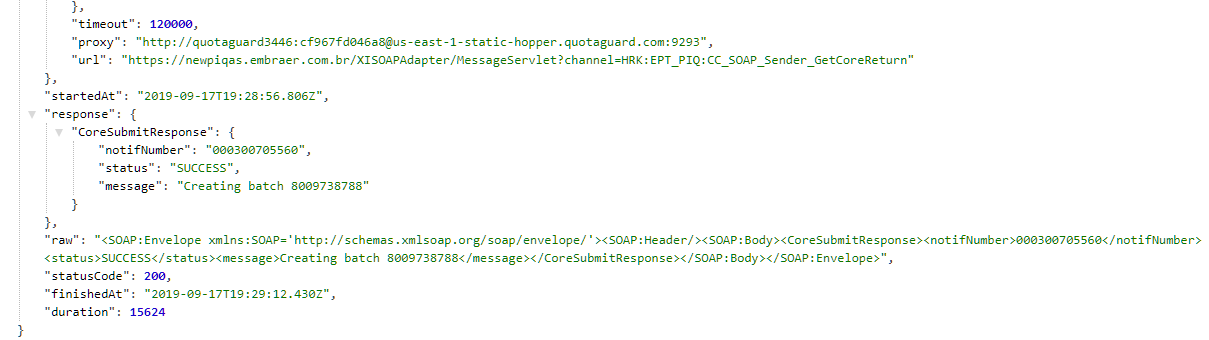 },
"timeout": 120000,
"proxy": "http://quotaguard3446:cf967fd046a8@us-east-1-static-hopper.quotaguard.com:9293",
"url": "https://newpiqas.embraer.com.br/XISOAPAdapter/MessageServlet?channel=HRK:EPT_PIQ:CC_SOAP_Sender_GetCoreReturn"
},
"startedAt": "2019-09-17T19:28:56.806Z",
"response": {
"CoreSubmitResponse": {
"notifNumber": "000300705560",
"status": "SUCCESS",
"message": "Creating batch 8009738788"
}
},
"raw": "<SOAP:Envelope xmlns:SOAP='http://schemas.xmlsoap.org/soap/envelope/'><SOAP:Header/><SOAP:Body><CoreSubmitResponse><notifNumber>000300705560</notifNumber>
<status>SUCCESS</status><message>Creating batch 8009738788</message></CoreSubmitResponse></SOAP:Body></SOAP:Envelope>",
"statusCode": 200,
"finishedAt": "2019-09-17T19:29:12.430Z",
"duration": 15624
}